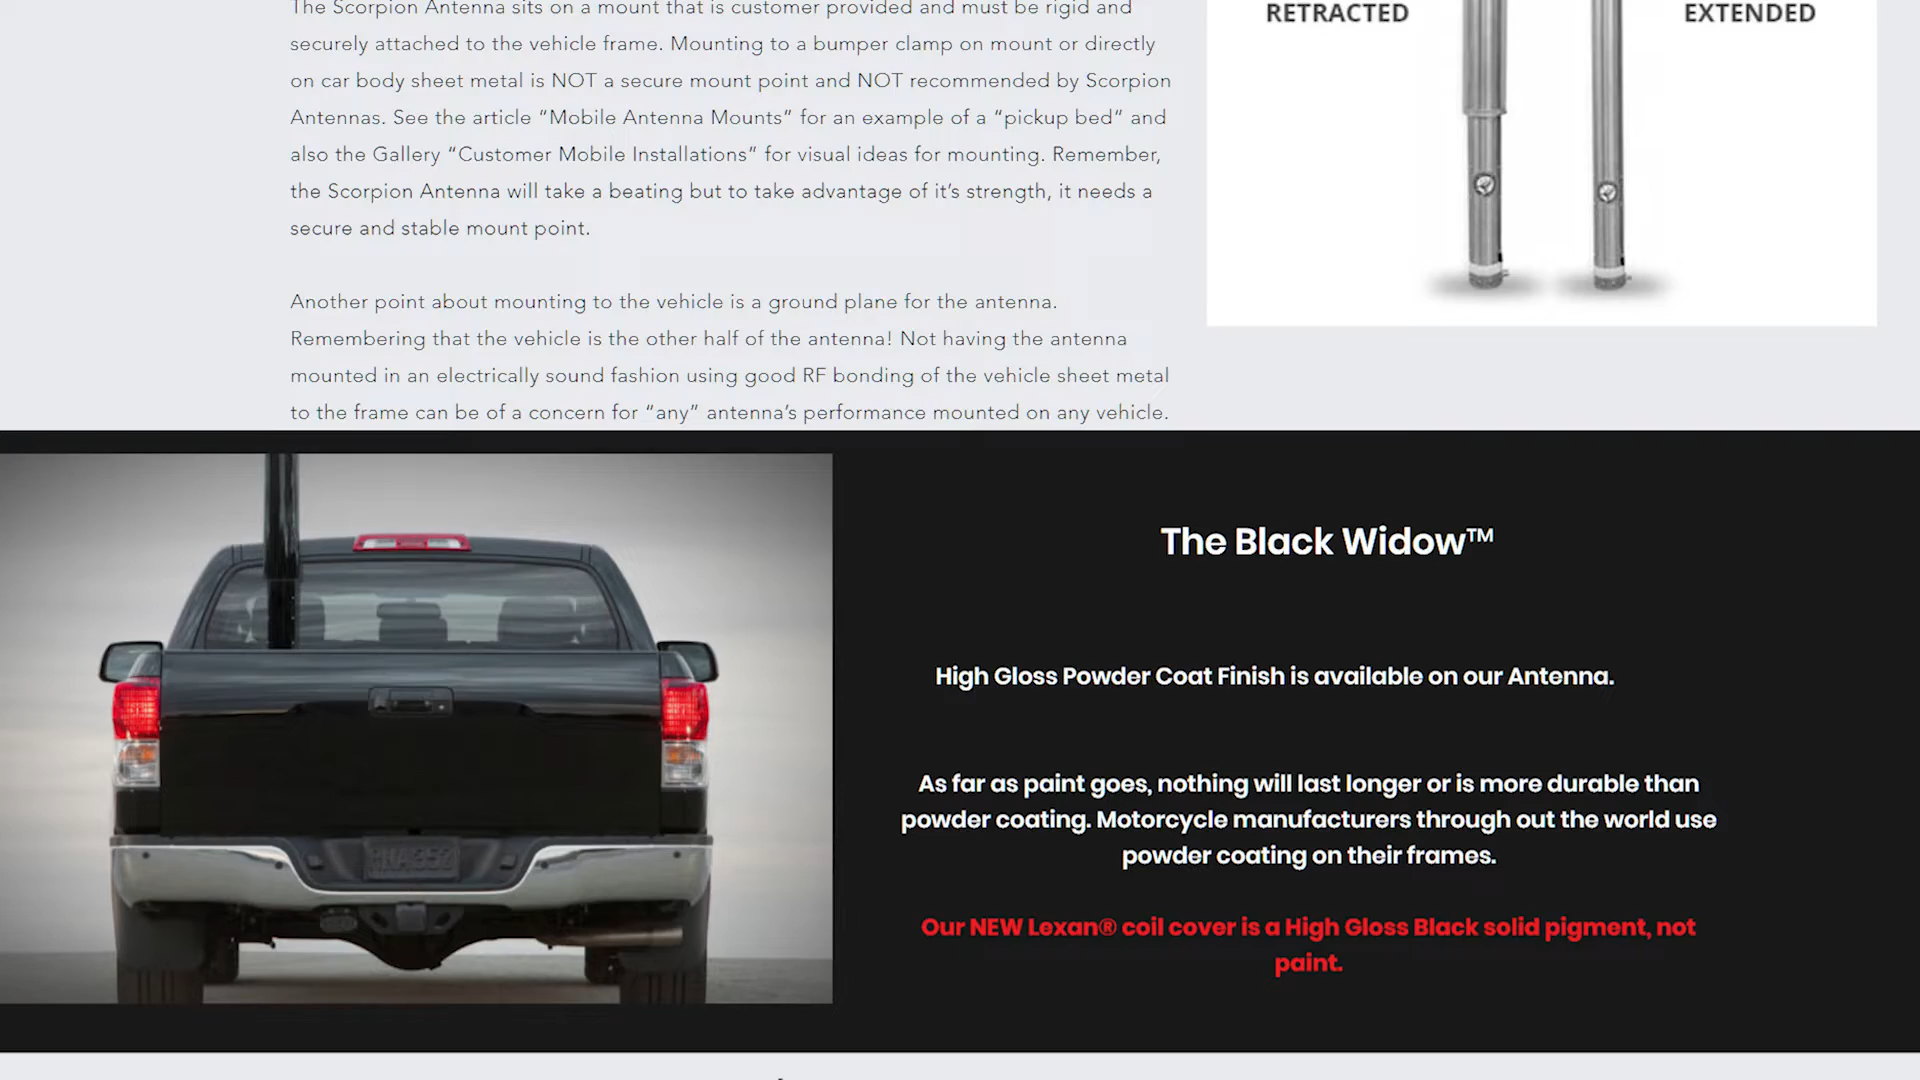 The Scorpion Antenna sits on a mount that is customer provided and must be rigid and
securely attached to the vehicle frame. Mounting to a bumper clamp on mount or directly
on car body sheet metal is NOT a secure mount point and NOT recommended by Scorpion
Antennas. See the article “Mobile Antenna Mounts” for an example of a “pickup bed” and
also the Gallery “Customer Mobile Installations” for visual ideas for mounting. Remember,
the Scorpion Antenna will take a beating but to take advantage of it’s strength, it needs a
secure and stable mount point.
Another point about mounting to the vehicle is a ground plane for the antenna.
Remembering that the vehicle is the other half of the antenna! Not having the antenna
mounted in an electrically sound fashion using good RF bonding of the vehicle sheet metal
to the frame can be of a concern for “any” antenna’s performance mounted on any vehicle.
RETRACTED
EXTENDED
The Black Widow™
High Gloss Powder Coat Finish is available on our Antenna.
As far as paint goes, nothing will last longer or is more durable than
powder coating. Motorcycle manufacturers through out the world use
powder coating on their frames.
Our NEW Lexan® coil cover is a High Gloss Black solid pigment, not
paint.